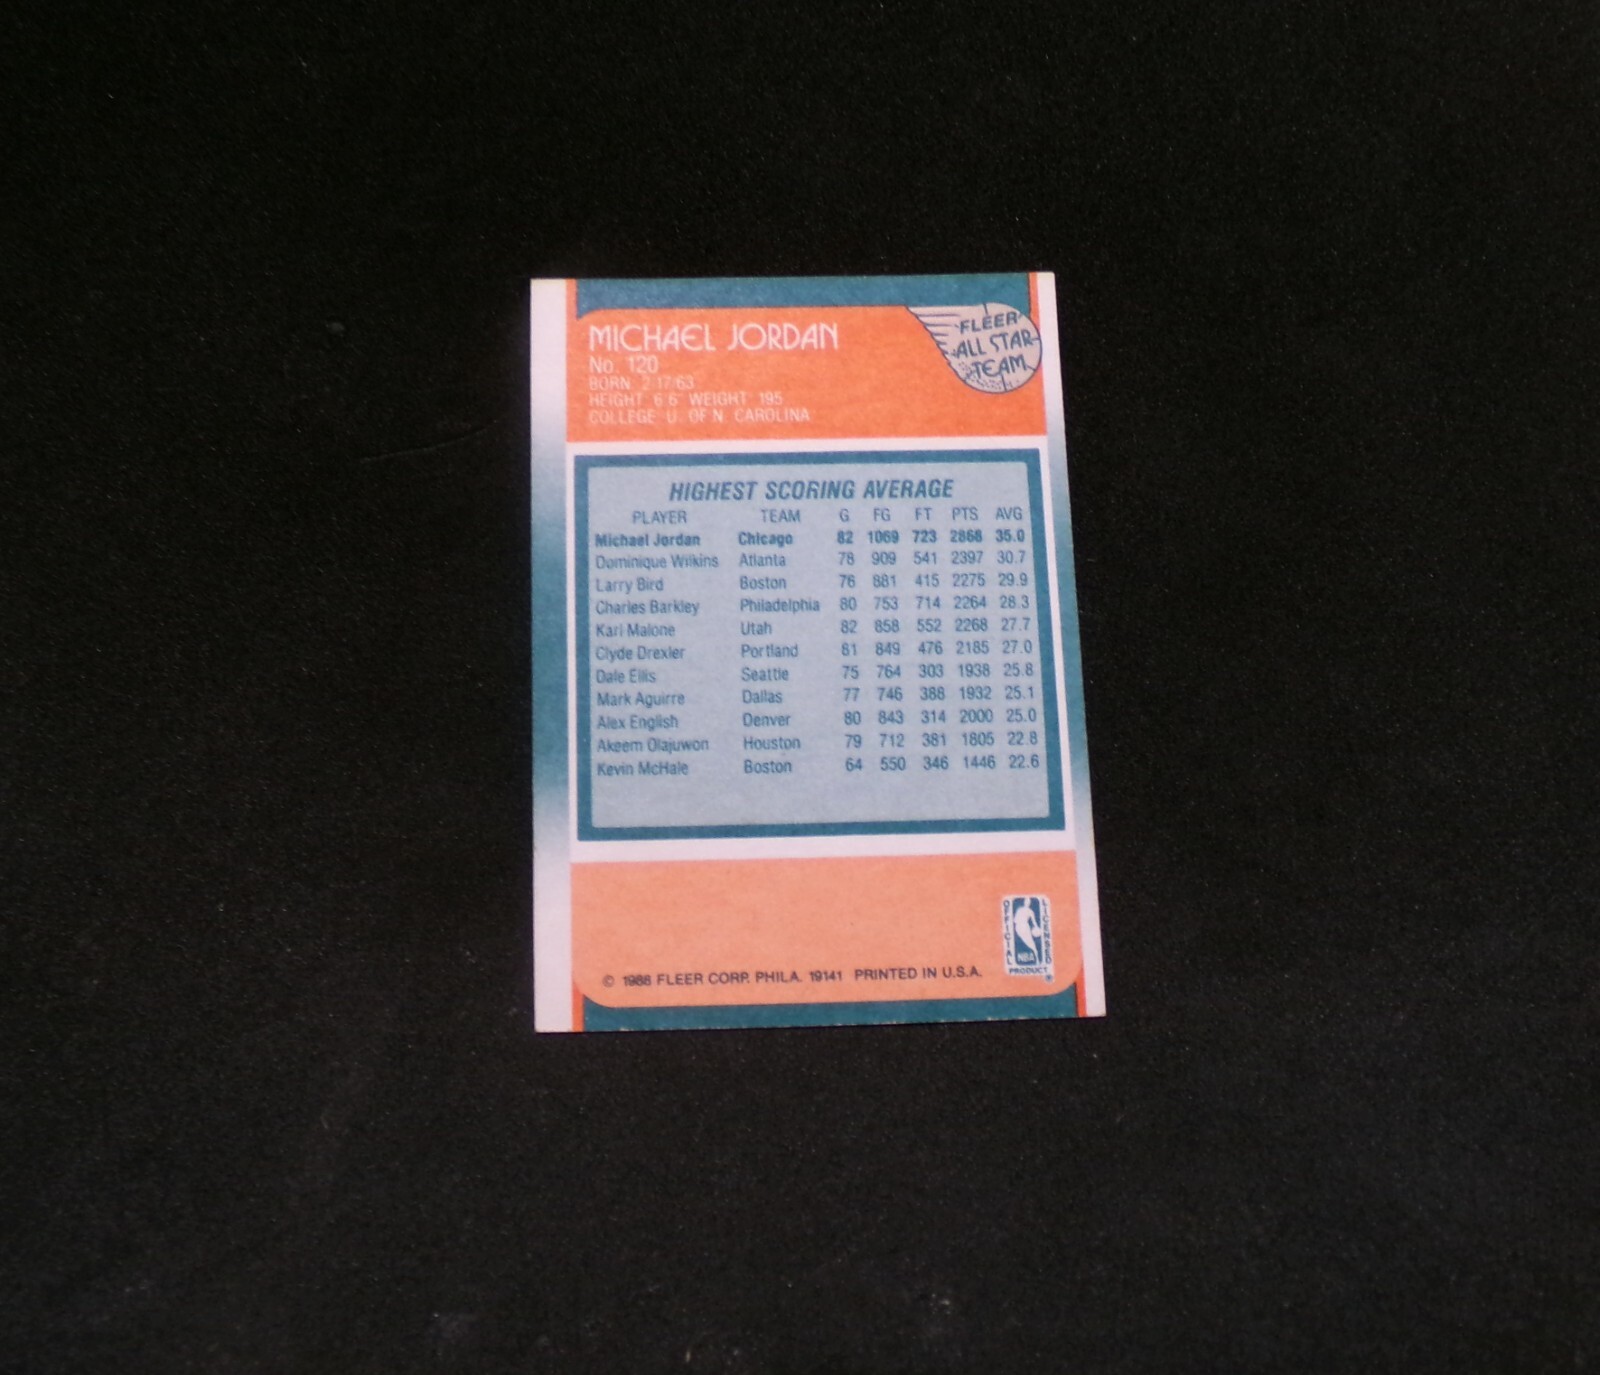 MICHAEL JORDAN
No. 120
BORN 2 17 63
HEIGHT 6'6" WEIGHT 195
COLLEGE U. OF N. CAROLINA
FLEER
ALL STAR
TEAM
HIGHEST SCORING AVERAGE
PLAYER TEAM G FG FT PTS AVG
Michael Jordan Chicago 82 1069 723 2868 35.0
Dominique Wilkins Atlanta 78 909 541 2397 30.7
Larry Bird Boston 76 881 415 2275 29.9
Charles Barkley Philadelphia 80 753 714 2264 28.3
Karl Malone Utah 82 858 552 2268 27.7
Clyde Drexler Portland 81 849 476 2185 27.0
Dale Ellis Seattle 75 764 303 1938 25.8
Mark Aguirre Dallas 77 746 388 1932 25.1
Alex English Denver 80 843 314 2000 25.0
Akeem Olajuwon Houston 79 712 381 1805 22.8
Kevin McHale Boston 64 550 346 1446 22.6
OFFICIAL LICENSED
NBA
PRODUCT ®
© 1988 FLEER CORP. PHILA. 19141 PRINTED IN U.S.A.